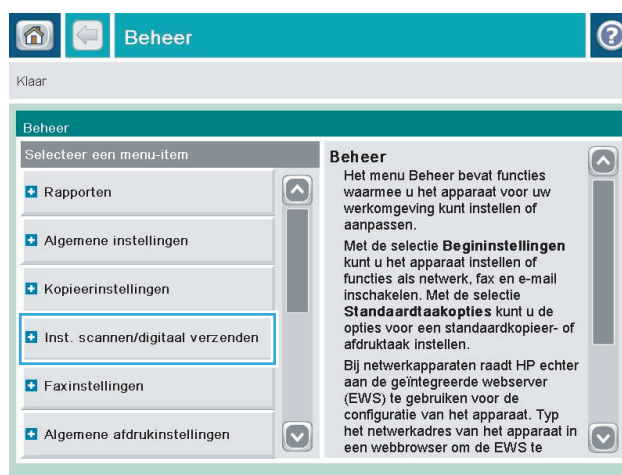 Beheer
?
Klaar
Beheer
Selecteer een menu-item
Rapporten
Algemene instellingen
Kopieerinstellingen
Inst. scannen/digitaal verzenden
Faxinstellingen
Algemene afdrukinstellingen
Beheer
Het menu Beheer bevat functies
waarmee u het apparaat voor uw
werkomgeving kunt instellen of
aanpassen.
Met de selectie Begininstellingen
kunt u het apparaat instellen of
functies als netwerk, fax en e-mail
inschakelen. Met de selectie
Standaardtaakopties kunt u de
opties voor een standaardkopieer- of
afdruktaak instellen.
Bij netwerkapparaten raadt HP echter
aan de geïntegreerde webserver
(EWS) te gebruiken voor de
configuratie van het apparaat. Typ
het netwerkadres van het apparaat in
een webbrowser om de EWS te